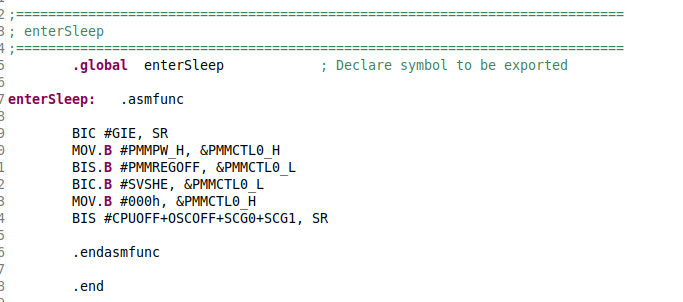 2 ;============================================================================
3 ; enterSleep
4 ;============================================================================
5 .global enterSleep ; Declare symbol to be exported
6
7 enterSleep: .asmfunc
8
9 BIC #GIE, SR
0 MOV.B #PMMPW_H, &PMMCTL0_H
1 BIS.B #PMMREGOFF, &PMMCTL0_L
2 BIC.B #SVSHE, &PMMCTL0_L
3 MOV.B #000h, &PMMCTL0_H
4 BIS #CPUOFF+OSCOFF+SCG0+SCG1, SR
5
6 .endasmfunc
7
8 .end